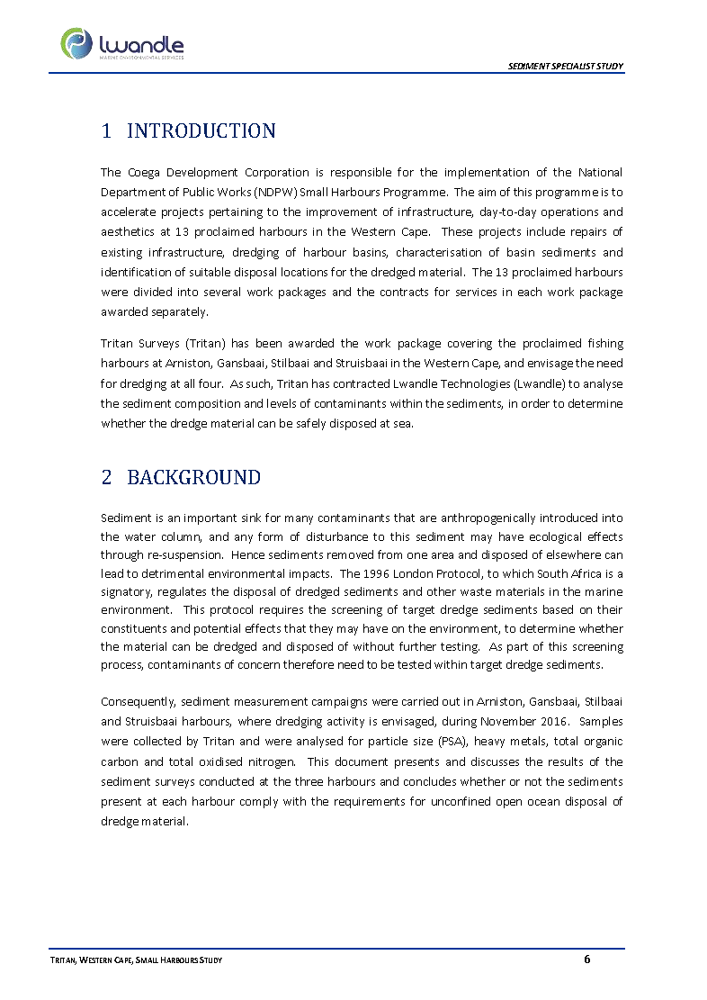 lwandle
MARINE ENVIRONMENTAL SERVICES
SEDIMENT SPECIALIST STUDY
1 INTRODUCTION
The Coega Development Corporation is responsible for the implementation of the National
Department of Public Works (NDPW) Small Harbours Programme. The aim of this programme is to
accelerate projects pertaining to the improvement of infrastructure, day-to-day operations and
aesthetics at 13 proclaimed harbours in the Western Cape. These projects include repairs of
existing infrastructure, dredging of harbour basins, characterisation of basin sediments and
identification of suitable disposal locations for the dredged material. The 13 proclaimed harbours
were divided into several work packages and the contracts for services in each work package
awarded separately.
Tritan Surveys (Tritan) has been awarded the work package covering the proclaimed fishing
harbours at Arniston, Gansbaai, Stilbaai and Struisbaai in the Western Cape, and envisage the need
for dredging at all four. As such, Tritan has contracted Lwandle Technologies (Lwandle) to analyse
the sediment composition and levels of contaminants within the sediments, in order to determine
whether the dredge material can be safely disposed at sea.
2 BACKGROUND
Sediment is an important sink for many contaminants that are anthropogenically introduced into
the water column, and any form of disturbance to this sediment may have ecological effects
through re-suspension. Hence sediments removed from one area and disposed of elsewhere can
lead to detrimental environmental impacts. The 1996 London Protocol, to which South Africa is a
signatory, regulates the disposal of dredged sediments and other waste materials in the marine
environment. This protocol requires the screening of target dredge sediments based on their
constituents and potential effects that they may have on the environment, to determine whether
the material can be dredged and disposed of without further testing. As part of this screening
process, contaminants of concern therefore need to be tested within target dredge sediments.
Consequently, sediment measurement campaigns were carried out in Arniston, Gansbaai, Stilbaai
and Struisbaai harbours, where dredging activity is envisaged, during November 2016. Samples
were collected by Tritan and were analysed for particle size (PSA), heavy metals, total organic
carbon and total oxidised nitrogen. This document presents and discusses the results of the
sediment surveys conducted at the three harbours and concludes whether or not the sediments
present at each harbour comply with the requirements for unconfined open ocean disposal of
dredge material.
TRITAN, WESTERN CAPE, SMALL HARBOURS STUDY 6